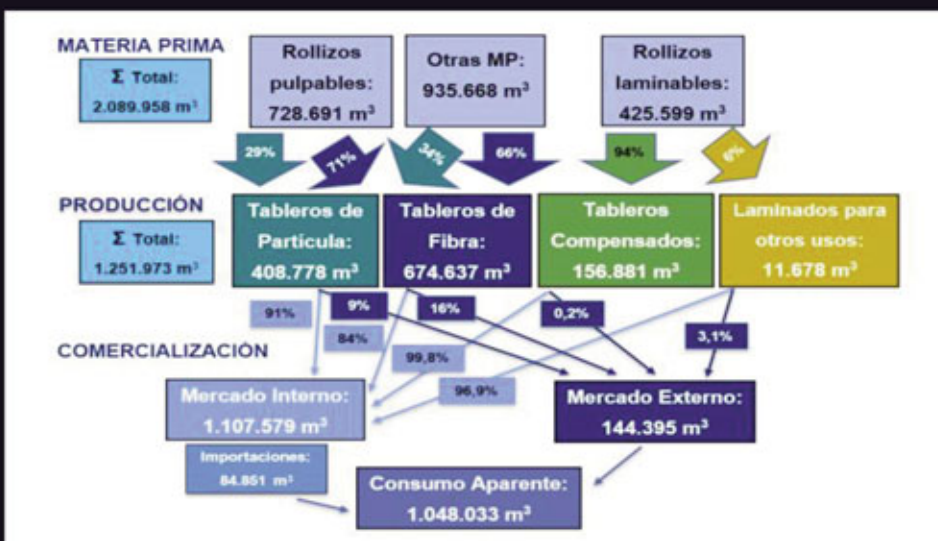 MATERIA PRIMA
Σ Total:
2.089.958 m³
Rollizos
pulpables:
728.691 m³
Otras MP:
935.668 m³
Rollizos
laminables:
425.599 m³
29%
71%
34%
66%
94%
6%
PRODUCCIÓN
Σ Total:
1.251.973 m³
Tableros de
Partícula:
408.778 m³
Tableros de
Fibra:
674.637 m³
Tableros
Compensados:
156.881 m³
Laminados para
otros usos:
11.678 m³
91%
9%
16%
0,2%
84%
3,1%
COMERCIALIZACIÓN
99,8%
96,9%
Mercado Interno:
1.107.579 m³
Mercado Externo:
144.395 m³
Importaciones:
84.851 m³
Consumo Aparente:
1.048.033 m³